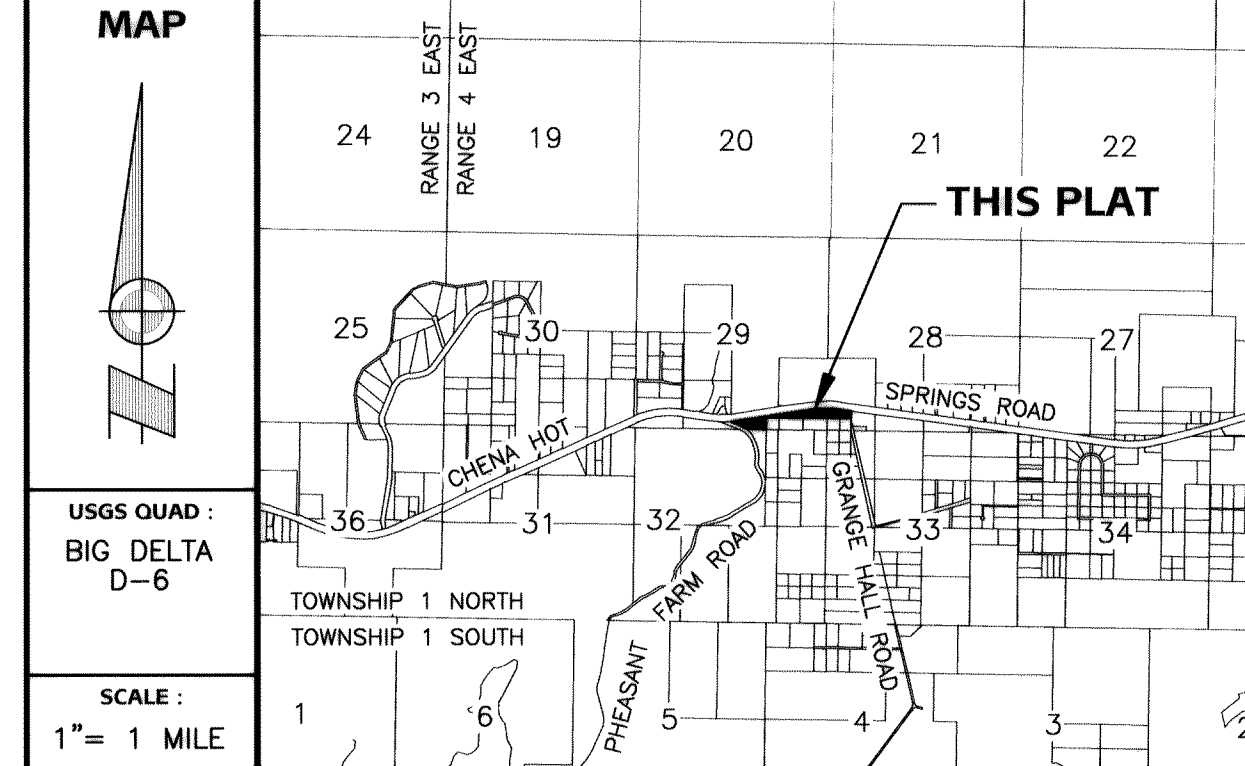 MAP
USGS QUAD :
BIG DELTA
D-6
SCALE :
1"= 1 MILE
RANGE 3 EAST
RANGE 4 EAST
24
19
20
21
22
THIS PLAT
25
30
29
28
27
CHENA HOT
SPRINGS ROAD
36
31
32
33
34
GRANGE HALL ROAD
PHEASANT
FARM ROAD
TOWNSHIP 1 NORTH
TOWNSHIP 1 SOUTH
1
6
5
4
3
2